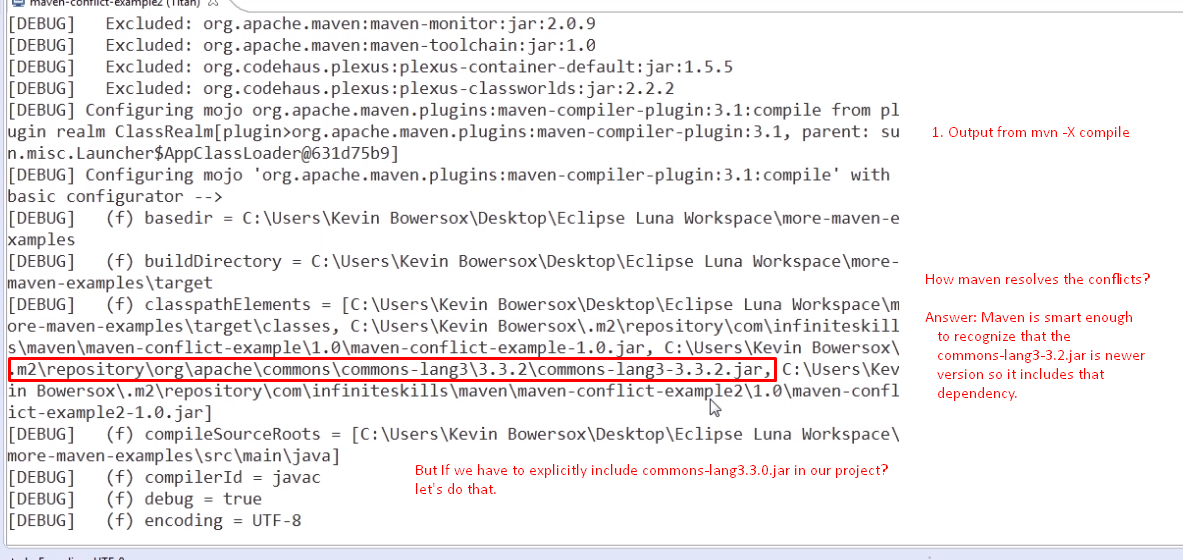 maven-conflict-example2 (Titan)
[DEBUG]   Excluded: org.apache.maven:maven-monitor:jar:2.0.9
[DEBUG]   Excluded: org.apache.maven:maven-toolchain:jar:1.0
[DEBUG]   Excluded: org.codehaus.plexus:plexus-container-default:jar:1.5.5
[DEBUG]   Excluded: org.codehaus.plexus:plexus-classworlds:jar:2.2.2
[DEBUG] Configuring mojo org.apache.maven.plugins:maven-compiler-plugin:3.1:compile from pl
ugin realm ClassRealm[plugin>org.apache.maven.plugins:maven-compiler-plugin:3.1, parent: su
n.misc.Launcher$AppClassLoader@631d75b9]
[DEBUG] Configuring mojo 'org.apache.maven.plugins:maven-compiler-plugin:3.1:compile' with
basic configurator -->
[DEBUG]   (f) basedir = C:\Users\Kevin Bowersox\Desktop\Eclipse Luna Workspace\more-maven-e
xamples
[DEBUG]   (f) buildDirectory = C:\Users\Kevin Bowersox\Desktop\Eclipse Luna Workspace\more-
maven-examples\target
[DEBUG]   (f) classpathElements = [C:\Users\Kevin Bowersox\Desktop\Eclipse Luna Workspace\m
ore-maven-examples\target\classes, C:\Users\Kevin Bowersox\.m2\repository\com\infiniteskill
s\maven\maven-conflict-example\1.0\maven-conflict-example-1.0.jar, C:\Users\Kevin Bowersox\
.m2\repository\org\apache\commons\commons-lang3\3.3.2\commons-lang3-3.3.2.jar, C:\Users\Kev
in Bowersox\.m2\repository\com\infiniteskills\maven\maven-conflict-example2\1.0\maven-confl
ict-example2-1.0.jar]
[DEBUG]   (f) compileSourceRoots = [C:\Users\Kevin Bowersox\Desktop\Eclipse Luna Workspace\
more-maven-examples\src\main\java]
[DEBUG]   (f) compilerId = javac
[DEBUG]   (f) debug = true
[DEBUG]   (f) encoding = UTF-8
1. Output from mvn -X compile
How maven resolves the conflicts?
Answer: Maven is smart enough
to recognize that the
commons-lang3-3.2.jar is newer
version so it includes that
dependency.
But If we have to explicitly include commons-lang3.3.0.jar in our project?
let's do that.